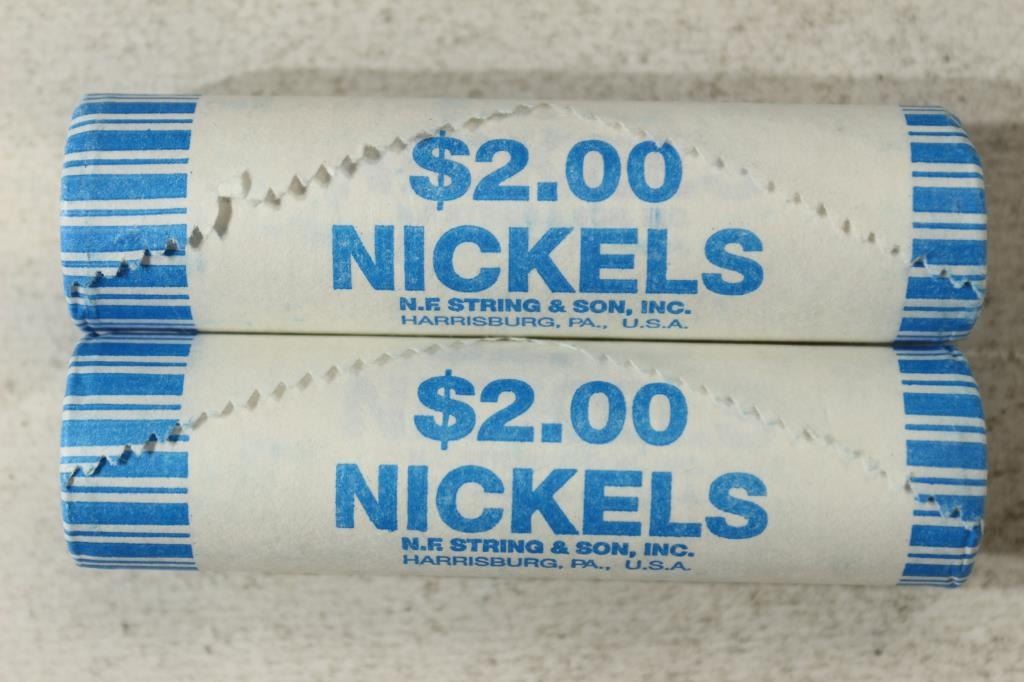 $2.00
NICKELS
N.F. STRING & SON, INC.
HARRISBURG, PA., U.S.A.
$2.00
NICKELS
N.F. STRING & SON, INC.
HARRISBURG, PA., U.S.A.